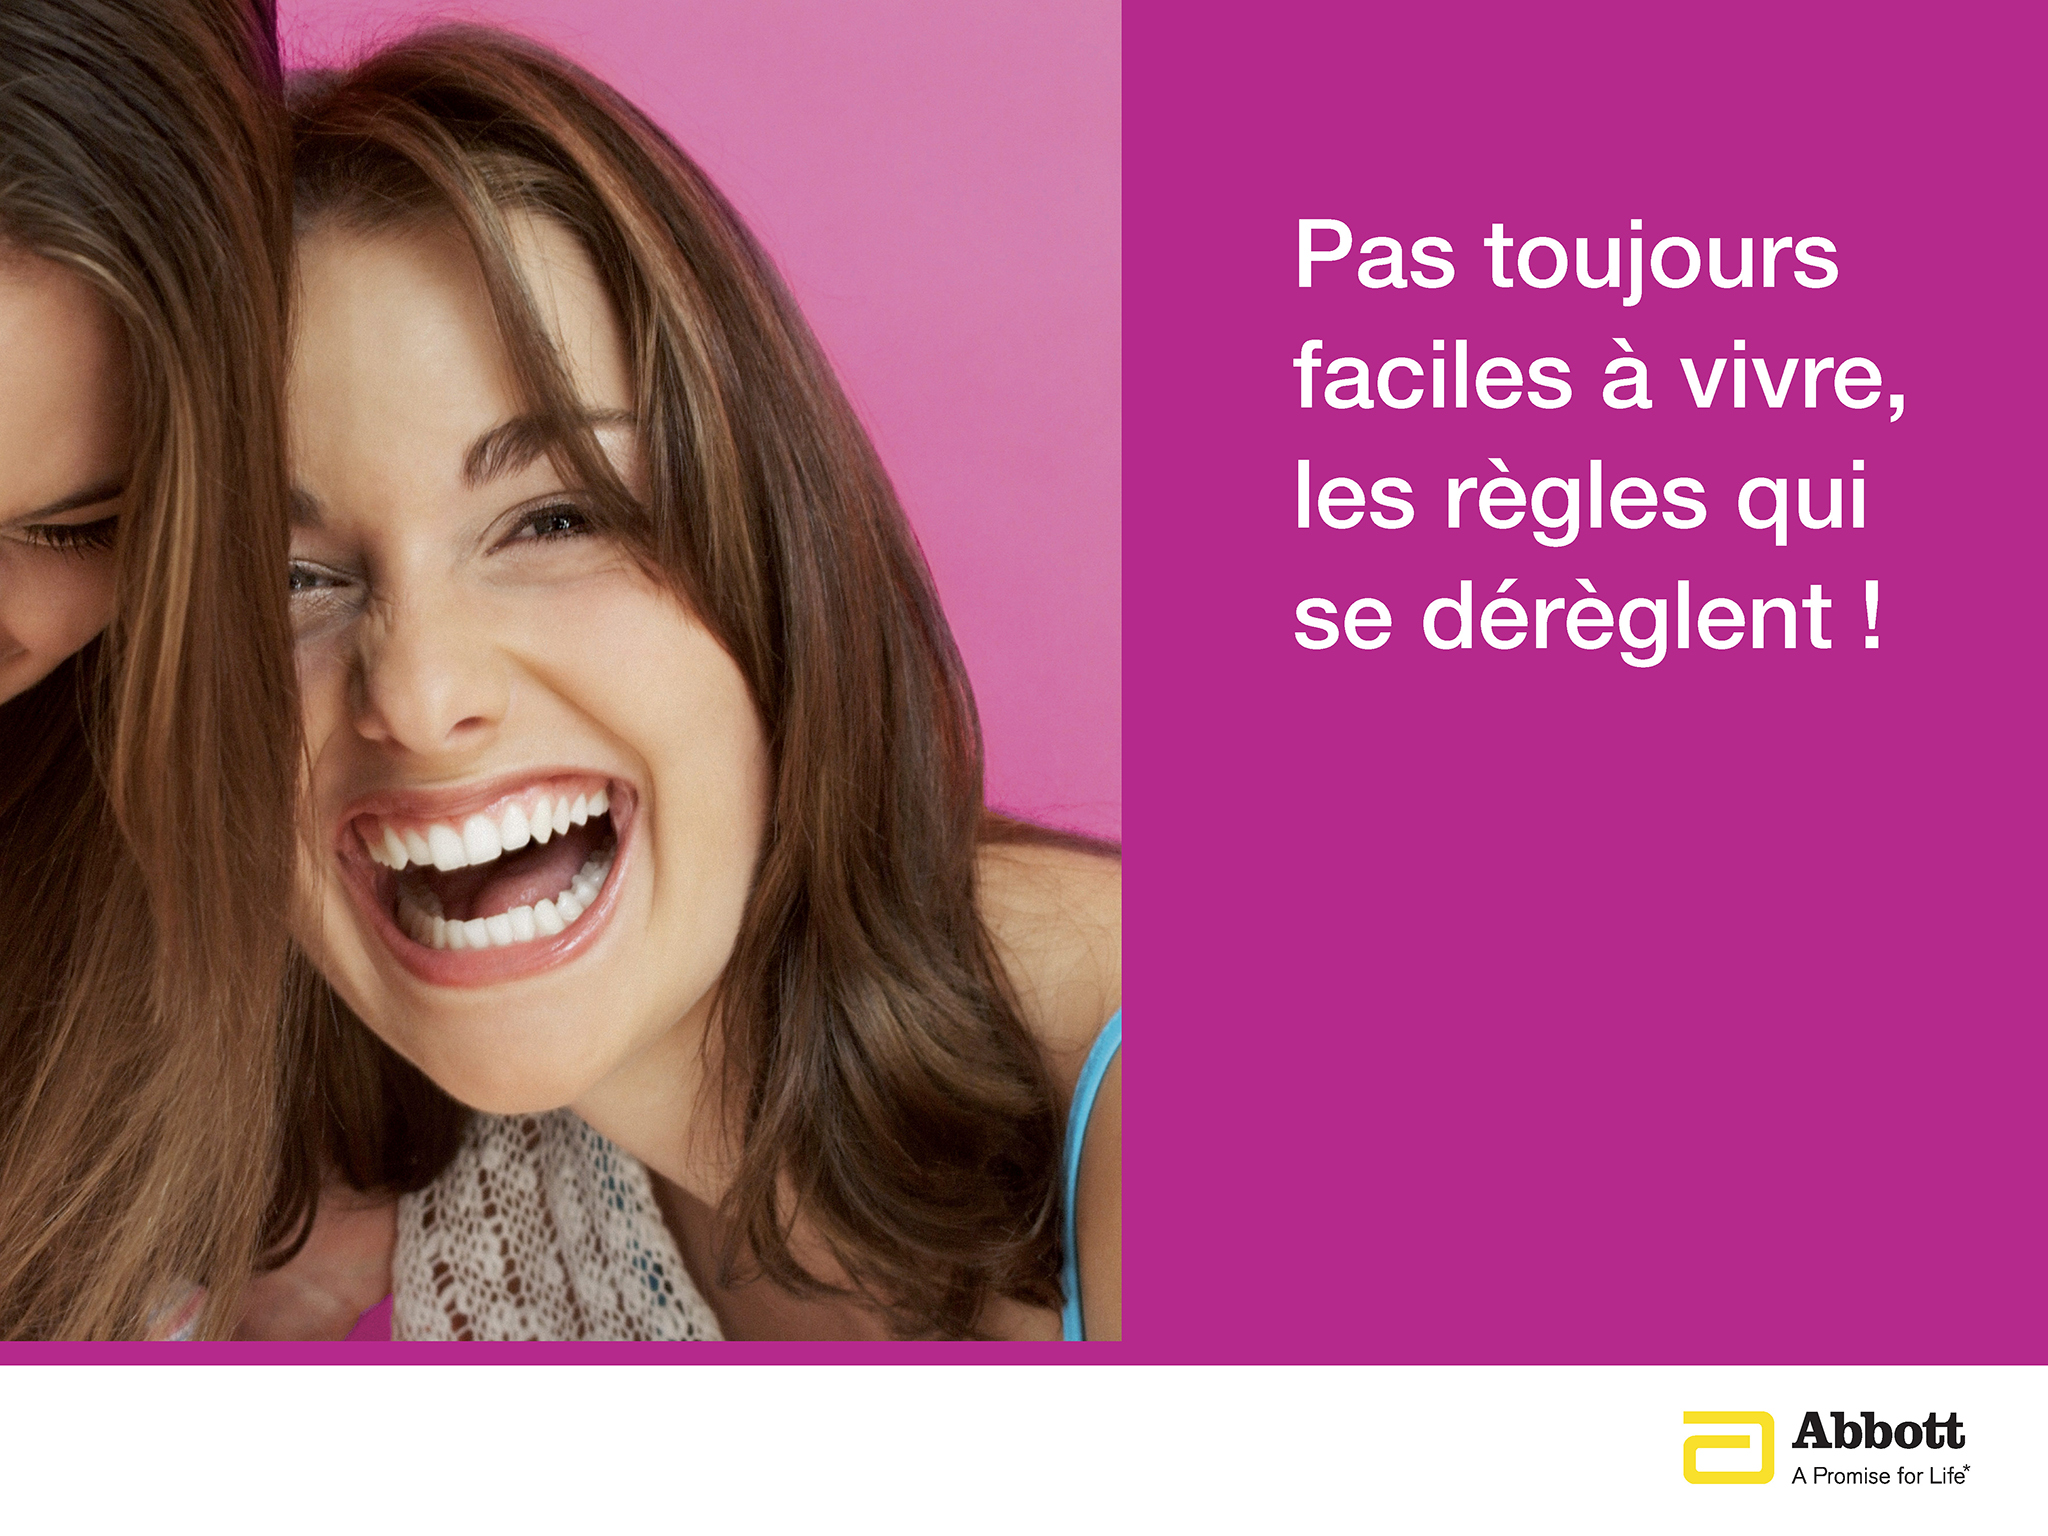 Pas toujours
faciles à vivre,
les règles qui
se dérèglent !
Abbott
A Promise for Life*